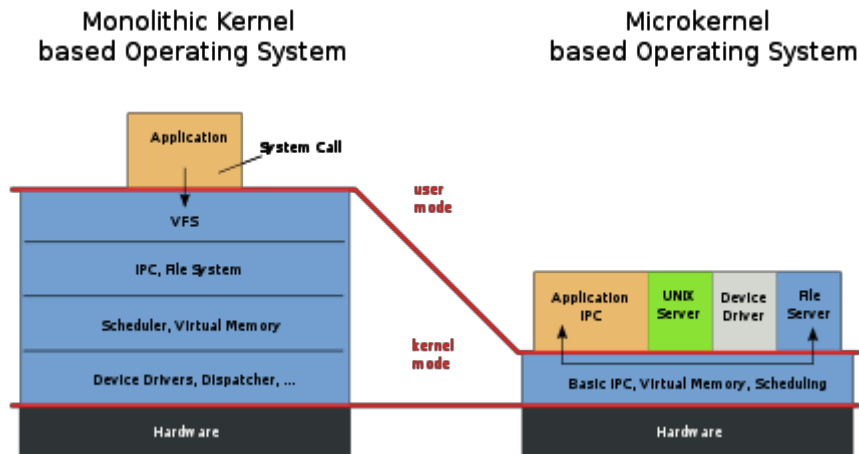 Monolithic Kernel
based Operating System
Microkernel
based Operating System
Application
System Call
VFS
IPC, File System
Scheduler, Virtual Memory
Device Drivers, Dispatcher, ...
Hardware
user
mode
kernel
mode
Application
IPC
UNIX
Server
Device
Driver
File
Server
Basic IPC, Virtual Memory, Scheduling
Hardware